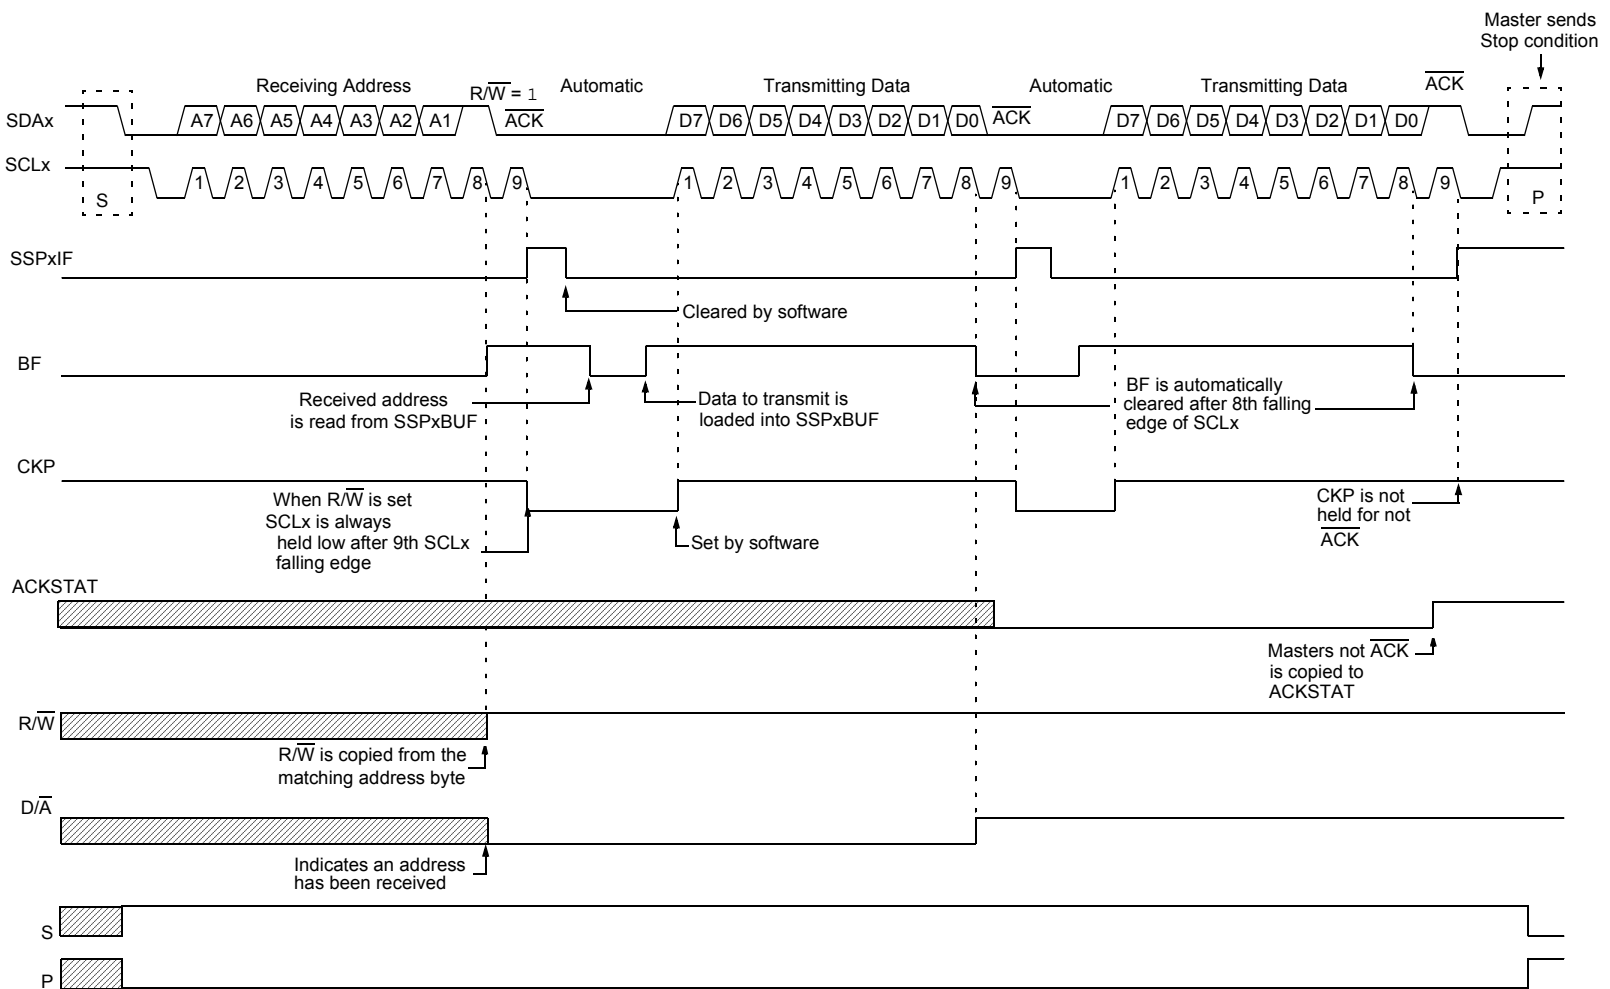 Master sends
Stop condition
Receiving Address
R/W̅ = 1
Automatic
Transmitting Data
Automatic
Transmitting Data
A̅C̅K̅
SDAx
A7 A6 A5 A4 A3 A2 A1
A̅C̅K̅
D7 D6 D5 D4 D3 D2 D1 D0
A̅C̅K̅
D7 D6 D5 D4 D3 D2 D1 D0
SCLx
1 2 3 4 5 6 7 8 9
1 2 3 4 5 6 7 8 9
1 2 3 4 5 6 7 8 9
S
P
SSPxIF
Cleared by software
BF
Received address
is read from SSPxBUF
Data to transmit is
loaded into SSPxBUF
BF is automatically
cleared after 8th falling
edge of SCLx
CKP
When R/W̅ is set
SCLx is always
held low after 9th SCLx
falling edge
Set by software
CKP is not
held for not
A̅C̅K̅
ACKSTAT
Masters not A̅C̅K̅
is copied to
ACKSTAT
R/W̅
R/W̅ is copied from the
matching address byte
D/A̅
Indicates an address
has been received
S
P